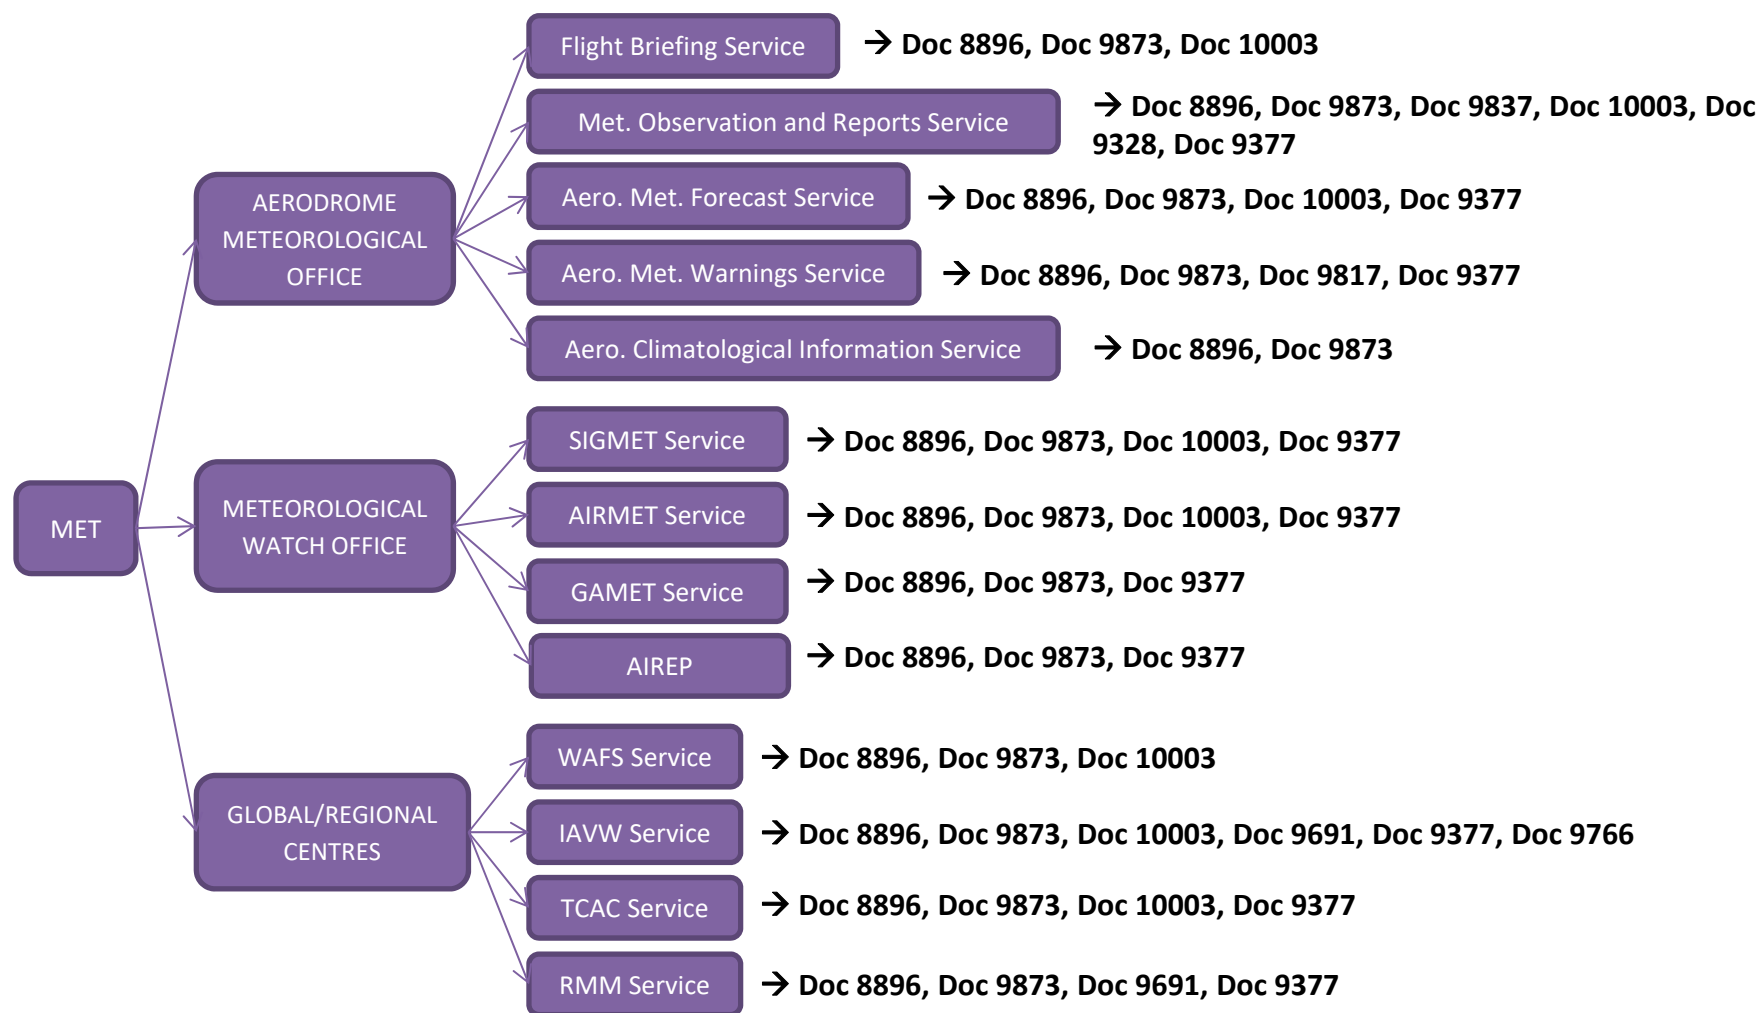 MET
AERODROME
METEOROLOGICAL
OFFICE
Flight Briefing Service
→ Doc 8896, Doc 9873, Doc 10003
Met. Observation and Reports Service
→ Doc 8896, Doc 9873, Doc 9837, Doc 10003, Doc
9328, Doc 9377
Aero. Met. Forecast Service
→ Doc 8896, Doc 9873, Doc 10003, Doc 9377
Aero. Met. Warnings Service
→ Doc 8896, Doc 9873, Doc 9817, Doc 9377
Aero. Climatological Information Service
→ Doc 8896, Doc 9873
METEOROLOGICAL
WATCH OFFICE
SIGMET Service
→ Doc 8896, Doc 9873, Doc 10003, Doc 9377
AIRMET Service
→ Doc 8896, Doc 9873, Doc 10003, Doc 9377
GAMET Service
→ Doc 8896, Doc 9873, Doc 9377
AIREP
→ Doc 8896, Doc 9873, Doc 9377
GLOBAL/REGIONAL
CENTRES
WAFS Service
→ Doc 8896, Doc 9873, Doc 10003
IAVW Service
→ Doc 8896, Doc 9873, Doc 10003, Doc 9691, Doc 9377, Doc 9766
TCAC Service
→ Doc 8896, Doc 9873, Doc 10003, Doc 9377
RMM Service
→ Doc 8896, Doc 9873, Doc 9691, Doc 9377